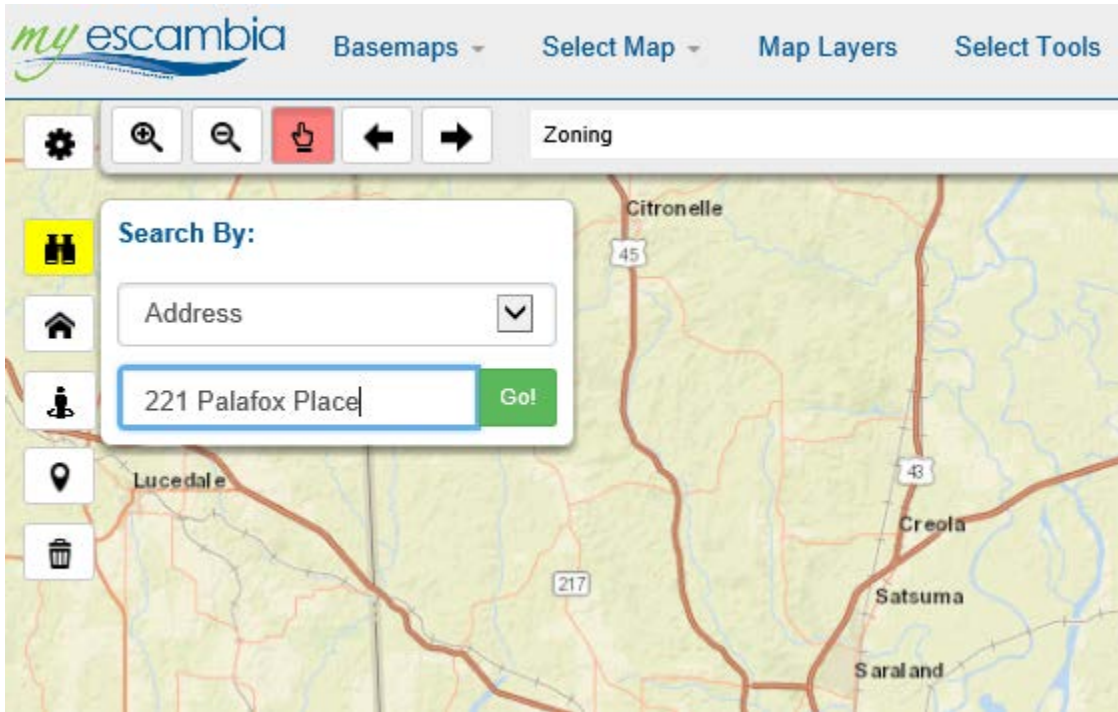 my escambia
Basemaps
Select Map
Map Layers
Select Tools
Zoning
Search By:
Address
221 Palafox Place
Go!
Citronelle
45
Lucedale
43
Creola
217
Satsuma
Saraland